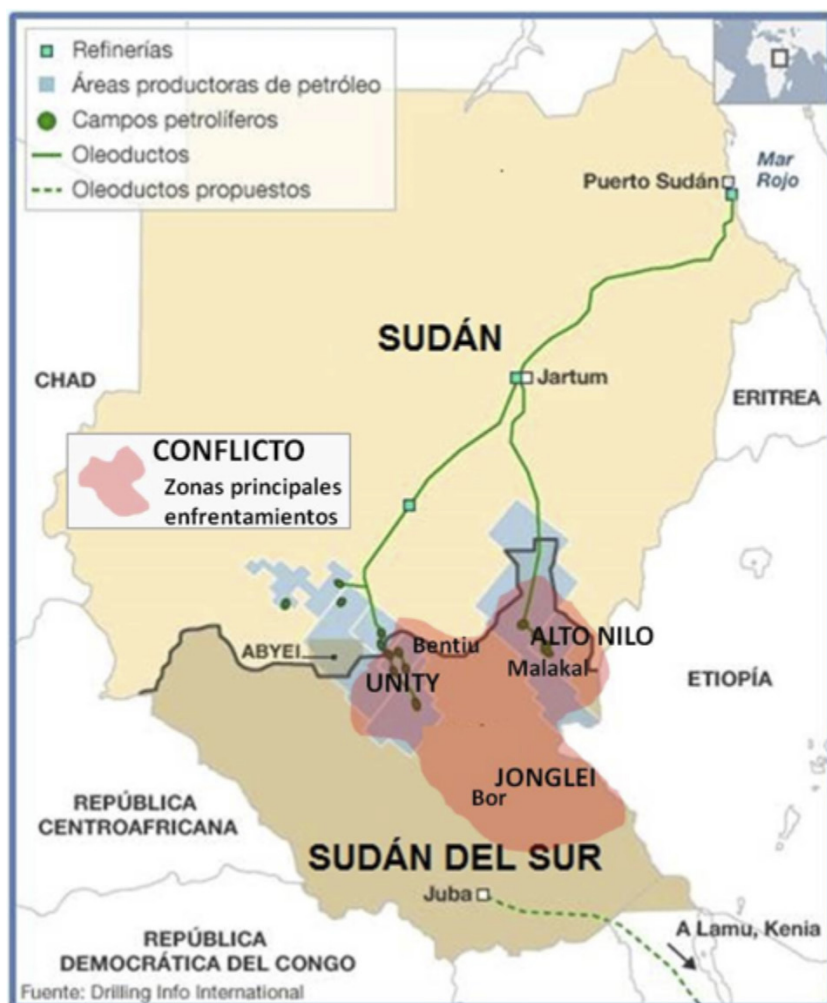 Refinerías
Áreas productoras de petróleo
Campos petrolíferos
Oleoductos
Oleoductos propuestos
Mar
Rojo
Puerto Sudán
SUDÁN
CHAD
Jartum
ERITREA
CONFLICTO
Zonas principales
enfrentamientos
ALTO NILO
ABYEI
Bentiu
Malakal
UNITY
ETIOPÍA
JONGLEI
Bor
REPÚBLICA
CENTROAFRICANA
SUDÁN DEL SUR
Juba
A Lamu, Kenia
REPÚBLICA
DEMOCRÁTICA DEL CONGO
Fuente: Drilling Info International